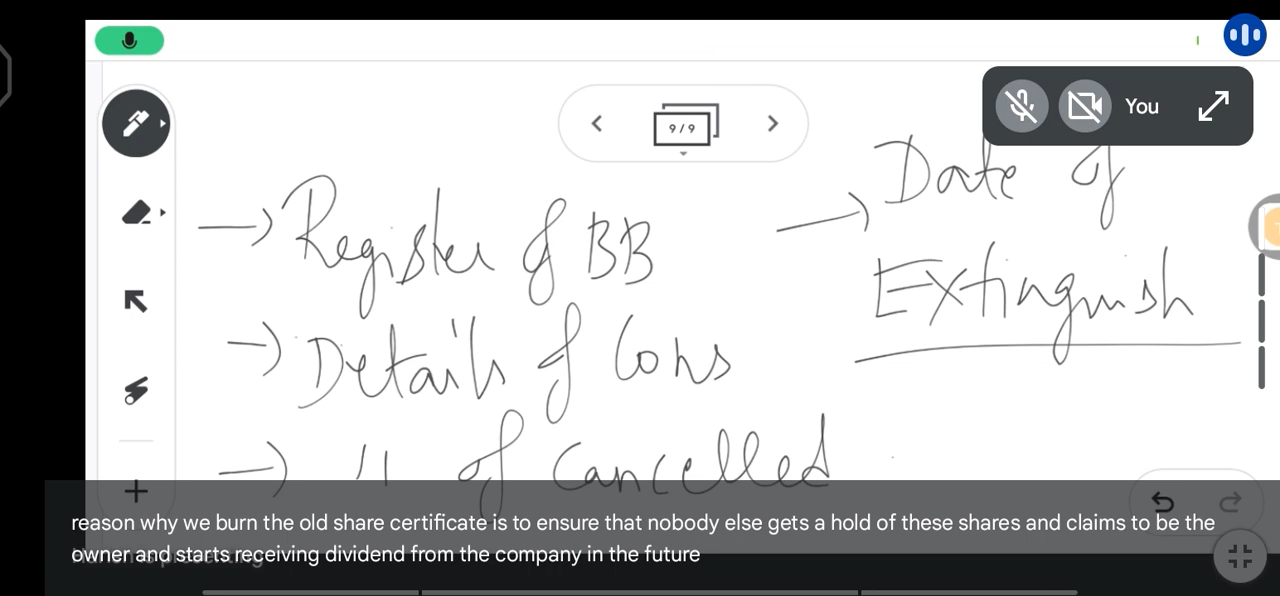 You
9/9
→ Register of BB
→ Date of
Extinguish
→ Details of Cons
→ 11 of Cancelled
reason why we burn the old share certificate is to ensure that nobody else gets a hold of these shares and claims to be the
owner and starts receiving dividend from the company in the future